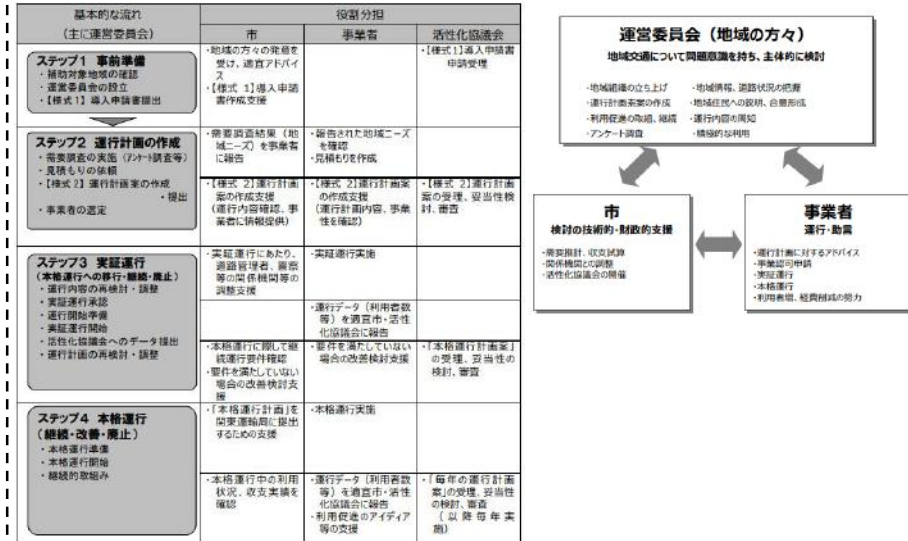 基本的な流れ
(主に運営委員会)
役割分担
市
事業者
活性化協議会
ステップ1 事前準備
・補助対象地域の確認
・運営委員会の設立
・【様式1】導入申請書提出
・地域の方々の発意を
受け、適宜アドバイ
ス
・【様式 1】導入申請
書作成支援
・【様式1】導入申請書
申請受理
ステップ2 運行計画の作成
・需要調査の実施(アンケート調査等)
・見積もりの依頼
・【様式 2】運行計画案の作成
・提出
・事業者の選定
・需要調査結果(地
域ニーズ)を事業者
に報告
・報告された地域ニーズ
を確認
・見積もりを作成
・【様式 2】運行計画
案の作成支援
(運行内容確認、事
業者に情報提供)
・【様式 2】運行計画案
の作成支援
(運行計画内容、事業
性を確認)
・【様式 2】運行計画
案の受理、妥当性検
討、審査
ステップ3 実証運行
(本格運行への移行・継続・廃止)
・運行内容の再検討・調整
・実証運行承認
・運行開始準備
・実証運行開始
・活性化協議会へのデータ提出
・運行計画の再検討・調整
・実証運行にあたり、
道路管理者、警察
等の関係機関等の
調整支援
・実証運行実施
・運行データ(利用者数
等)を適宜市・活性
化協議会に報告
・本格運行に際して継
続運行要件確認
・要件を満たしていない
場合の改善検討支
援
・要件を満たしていない
場合の改善検討支援
・「本格運行計画案」
の受理、妥当性の
検討、審査
ステップ4 本格運行
(継続・改善・廃止)
・本格運行準備
・本格運行開始
・継続的取組み
・「本格運行計画」を
関東運輸局に提出
するための支援
・本格運行実施
・本格運行中の利用
状況、収支実績を
確認
・運行データ(利用者数
等)を適宜市・活性
化協議会に報告
・利用促進のアイディア
等の支援
・「毎年の運行計画
案」の受理、妥当性
の検討、審査
(以降毎年実
施)
運営委員会(地域の方々)
地域交通について問題意識を持ち、主体的に検討
・地域組織の立ち上げ
・運行計画素案の作成
・利用促進の取組、継続
・アンケート調査
・地域情報、道路状況の把握
・地域住民への説明、合意形成
・運行内容の周知
・積極的な利用
市
検討の技術的・財政的支援
・需要推計、収支試算
・関係機関との調整
・活性化協議会の開催
事業者
運行・助言
・運行計画に対するアドバイス
・事業認可申請
・実証運行
・本格運行
・利用者増、経費削減の努力